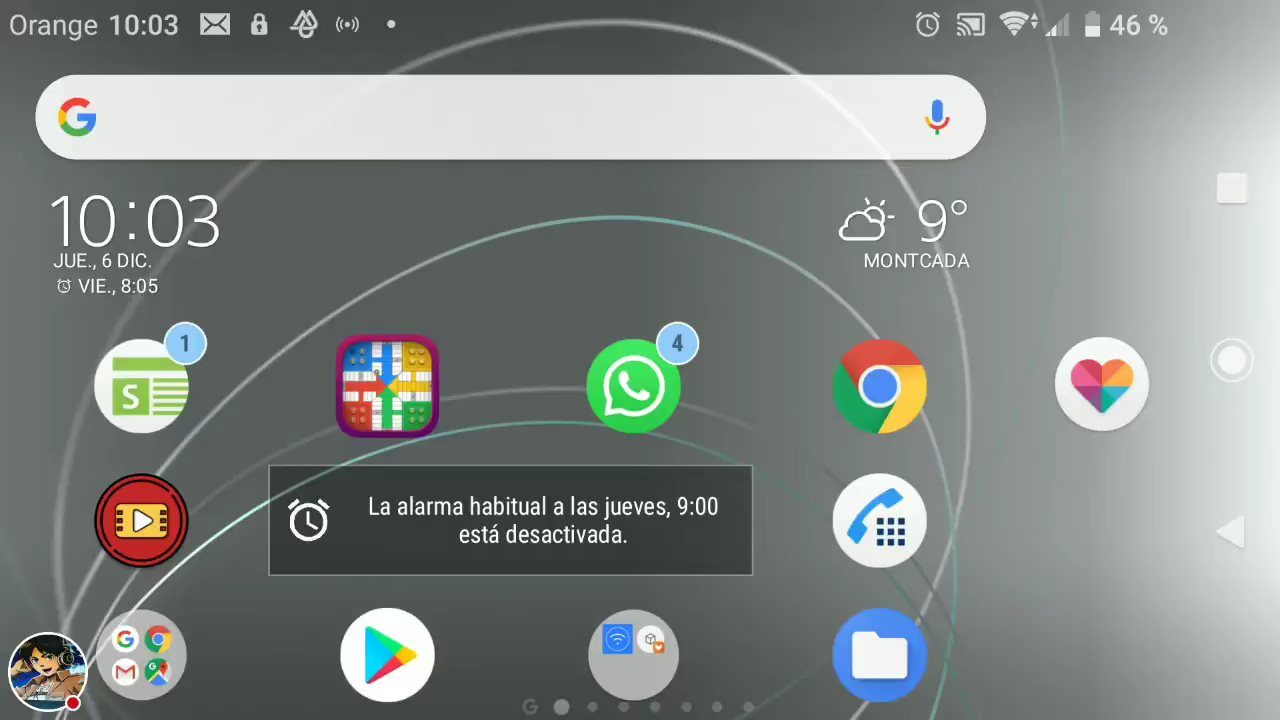 Orange 10:03
46 %
10:03
9°
JUE., 6 DIC.
MONTCADA
VIE., 8:05
1
4
S
La alarma habitual a las jueves, 9:00
está desactivada.